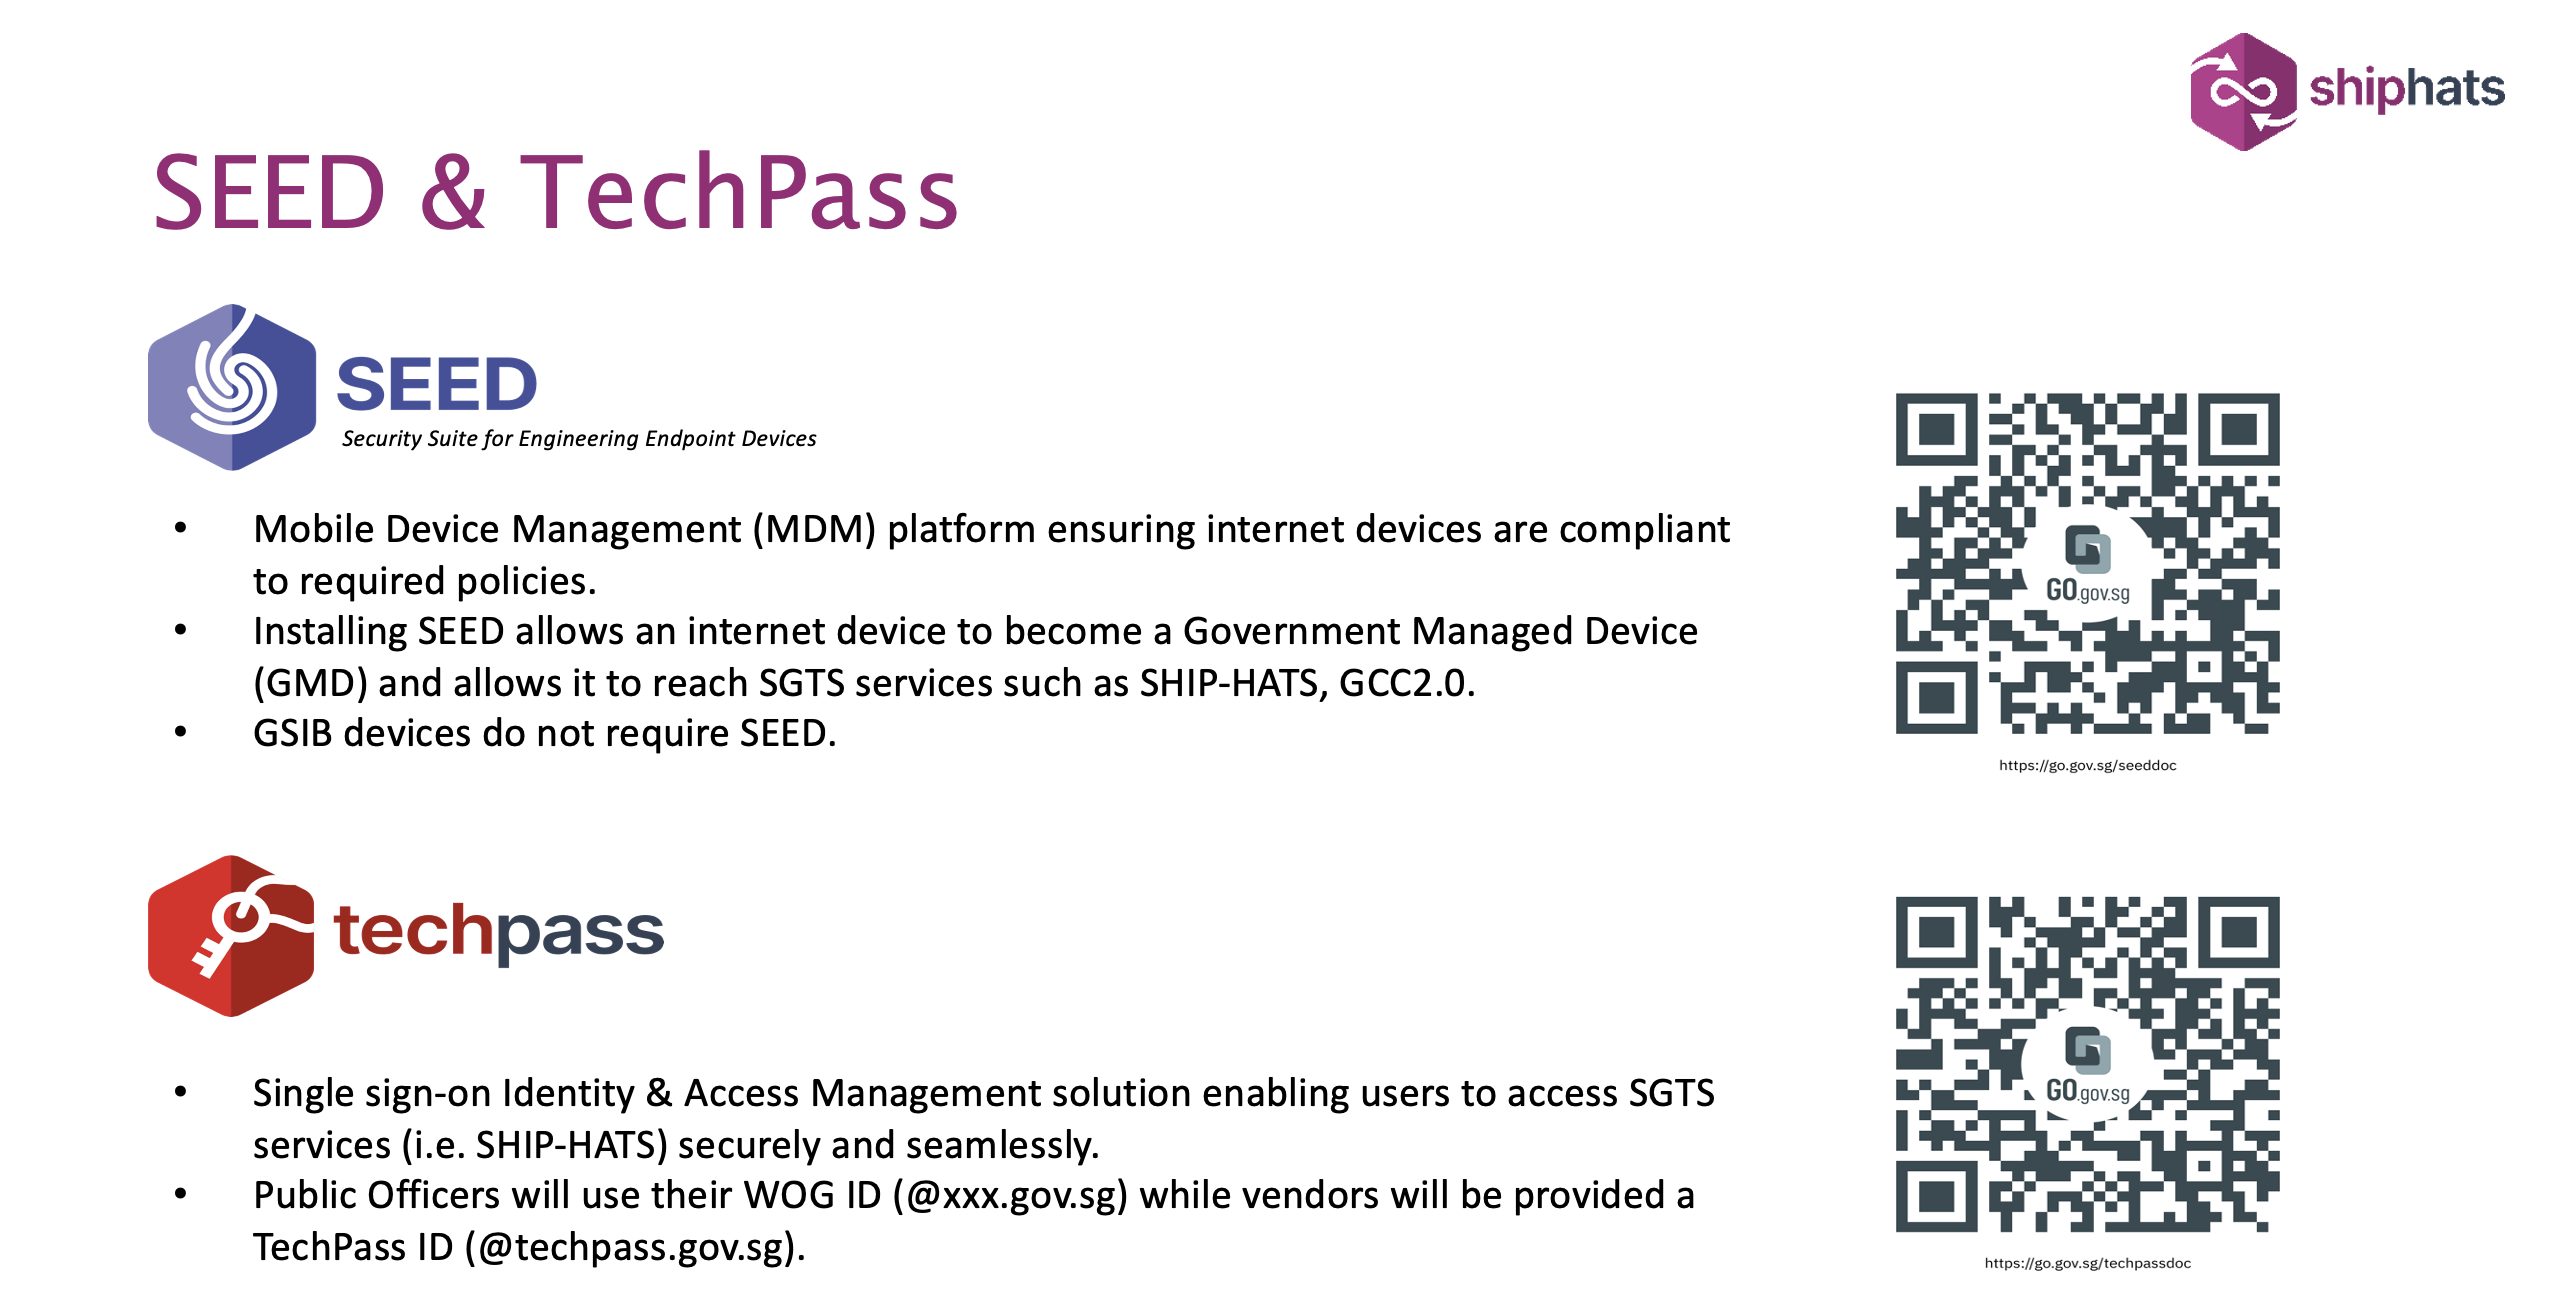 shiphats
SEED & TechPass
SEED
Security Suite for Engineering Endpoint Devices
• Mobile Device Management (MDM) platform ensuring internet devices are compliant
to required policies.
• Installing SEED allows an internet device to become a Government Managed Device
(GMD) and allows it to reach SGTS services such as SHIP-HATS, GCC2.0.
• GSIB devices do not require SEED.
GO.gov.sg
https://go.gov.sg/seeddoc
techpass
• Single sign-on Identity & Access Management solution enabling users to access SGTS
services (i.e. SHIP-HATS) securely and seamlessly.
• Public Officers will use their WOG ID (@xxx.gov.sg) while vendors will be provided a
TechPass ID (@techpass.gov.sg).
GO.gov.sg
https://go.gov.sg/techpassdoc